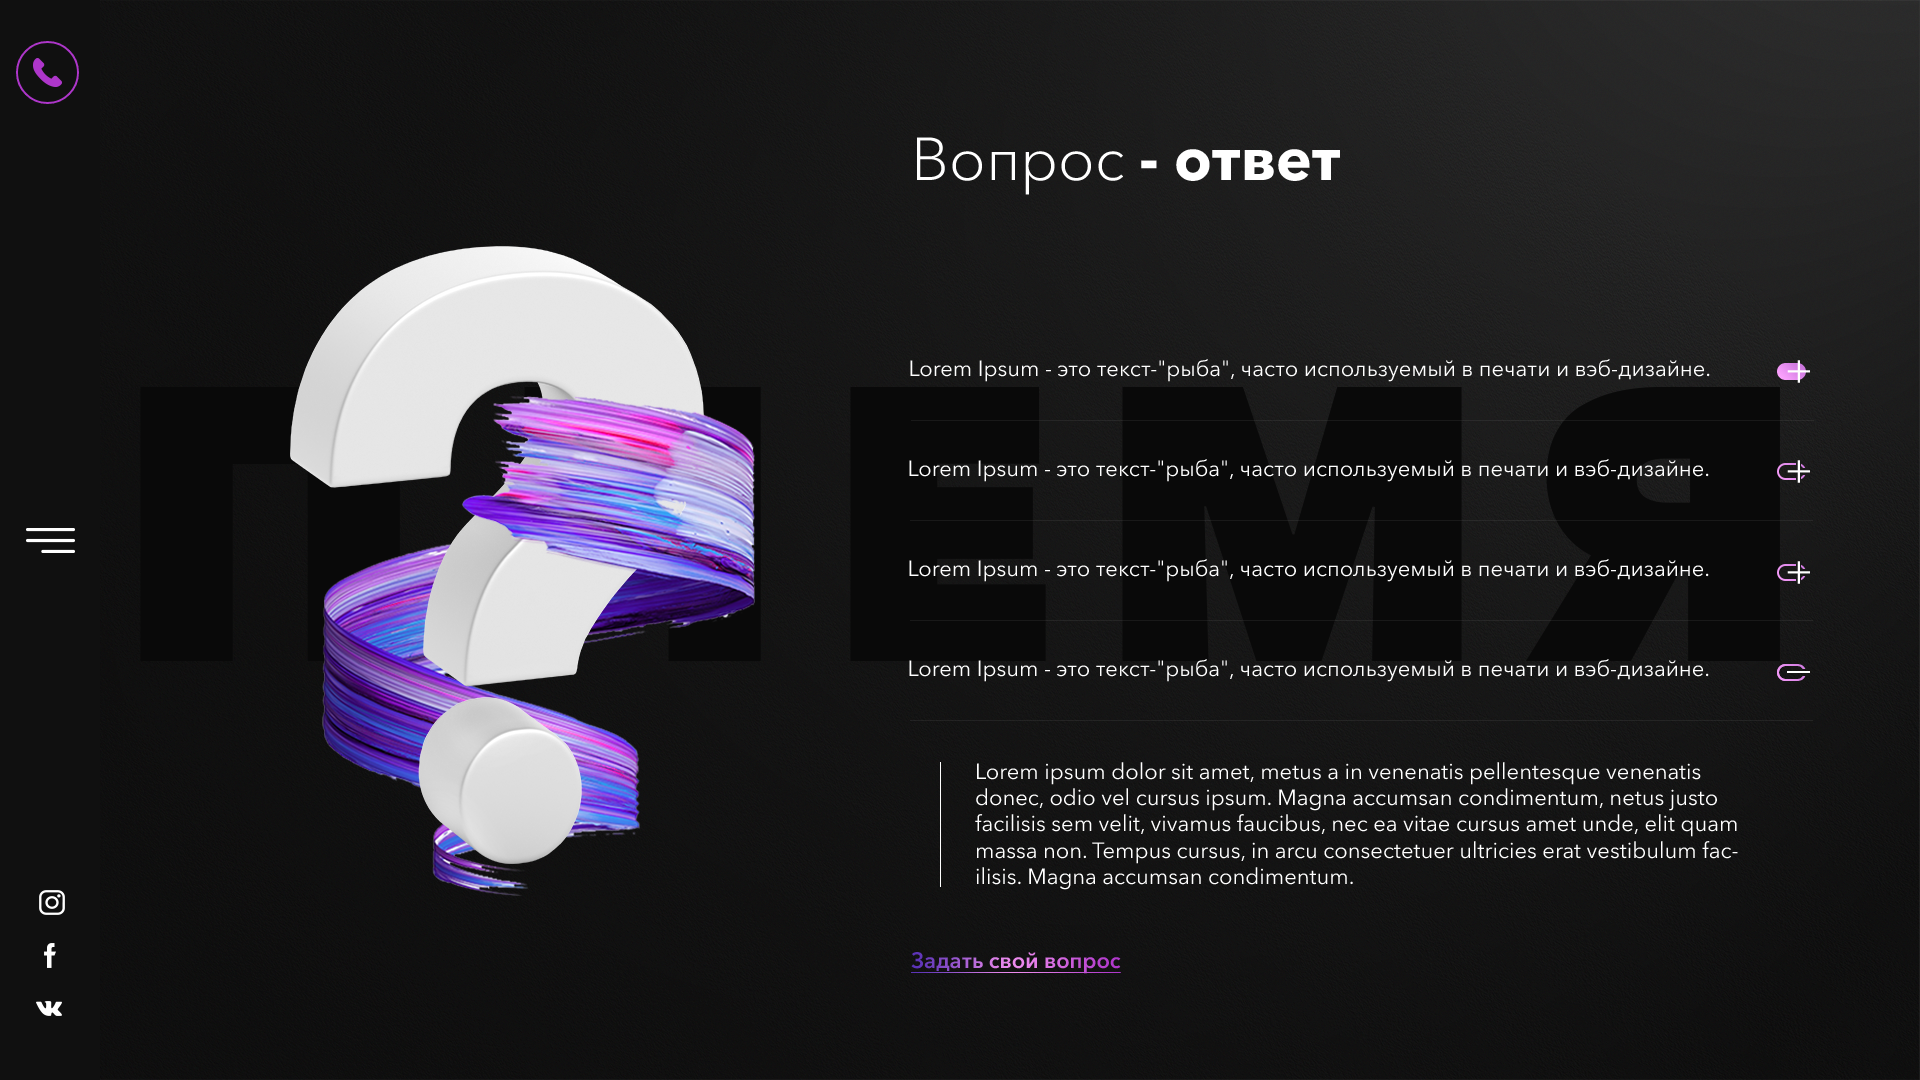 Вопрос - ответ
Lorem Ipsum - это текст-"рыба", часто используемый в печати и вэб-дизайне.
Lorem Ipsum - это текст-"рыба", часто используемый в печати и вэб-дизайне.
Lorem Ipsum - это текст-"рыба", часто используемый в печати и вэб-дизайне.
Lorem Ipsum - это текст-"рыба", часто используемый в печати и вэб-дизайне.
Lorem ipsum dolor sit amet, metus a in venenatis pellentesque venenatis
donec, odio vel cursus ipsum. Magna accumsan condimentum, netus justo
facilisis sem velit, vivamus faucibus, nec ea vitae cursus amet unde, elit quam
massa non. Tempus cursus, in arcu consectetuer ultricies erat vestibulum fac-
ilisis. Magna accumsan condimentum.
Задать свой вопрос